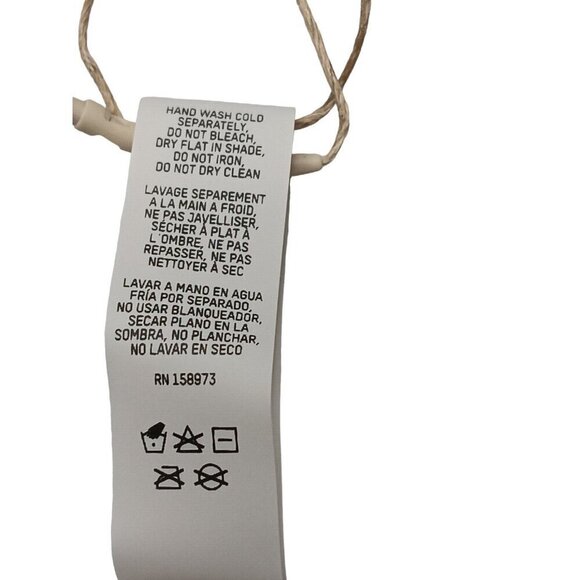 HAND WASH COLD
SEPARATELY,
DO NOT BLEACH,
DRY FLAT IN SHADE,
DO NOT IRON,
DO NOT DRY CLEAN
LAVAGE SEPAREMENT
A LA MAIN A FROID,
NE PAS JAVELLISER,
SÉCHER À PLAT À
L'OMBRE, NE PAS
REPASSER, NE PAS
NETTOYER À SEC
LAVAR A MANO EN AGUA
FRÍA POR SEPARADO,
NO USAR BLANQUEADOR,
SECAR PLANO EN LA
SOMBRA, NO PLANCHAR,
NO LAVAR EN SECO
RN 158973